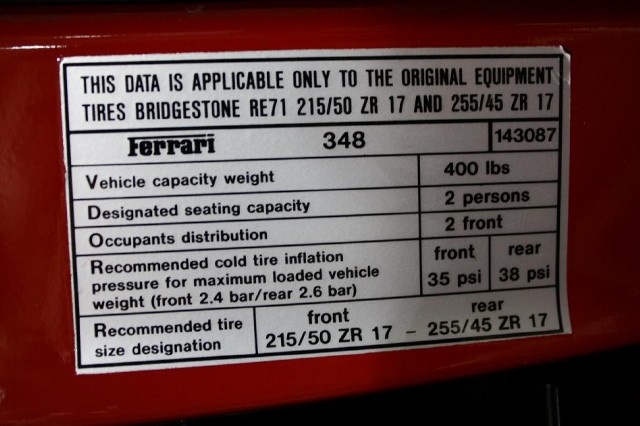 THIS DATA IS APPLICABLE ONLY TO THE ORIGINAL EQUIPMENT
TIRES BRIDGESTONE RE71 215/50 ZR 17 AND 255/45 ZR 17
Ferrari 348 143087
Vehicle capacity weight 400 lbs
Designated seating capacity 2 persons
Occupants distribution 2 front
Recommended cold tire inflation
pressure for maximum loaded vehicle
weight (front 2.4 bar/rear 2.6 bar)
front rear
35 psi 38 psi
Recommended tire
size designation
front rear
215/50 ZR 17 – 255/45 ZR 17